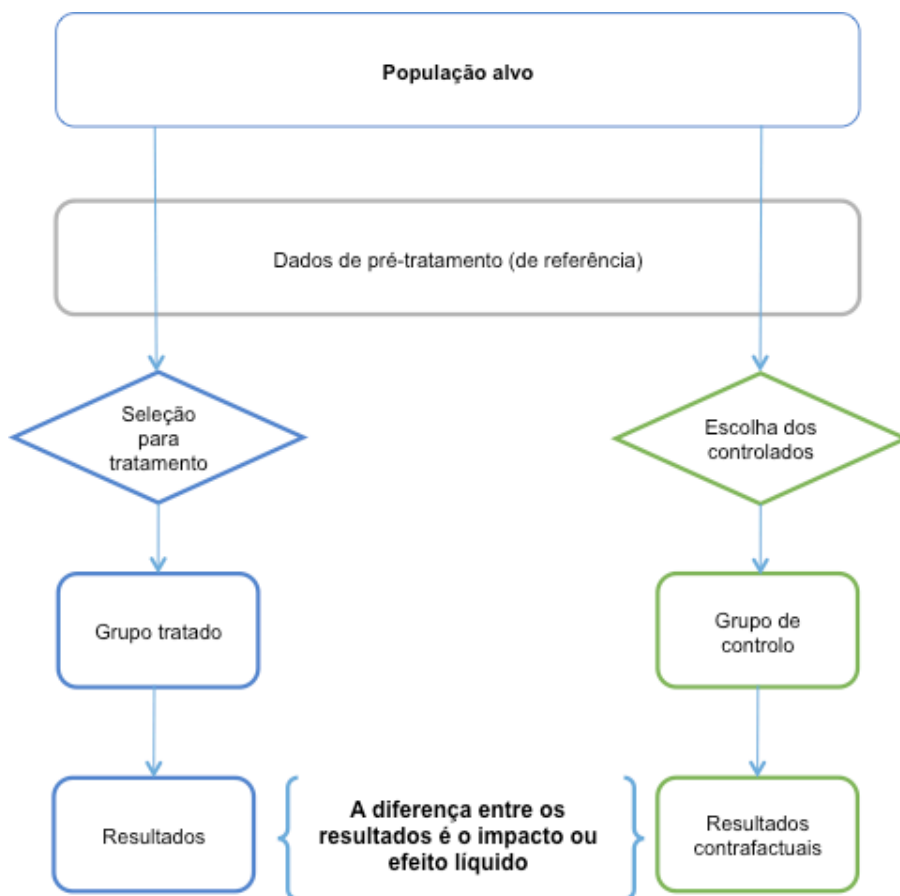 População alvo
Dados de pré-tratamento (de referência)
Seleção
para
tratamento
Escolha dos
controlados
Grupo tratado
Grupo de
controlo
Resultados
A diferença entre os
resultados é o impacto ou
efeito líquido
Resultados
contrafactuais